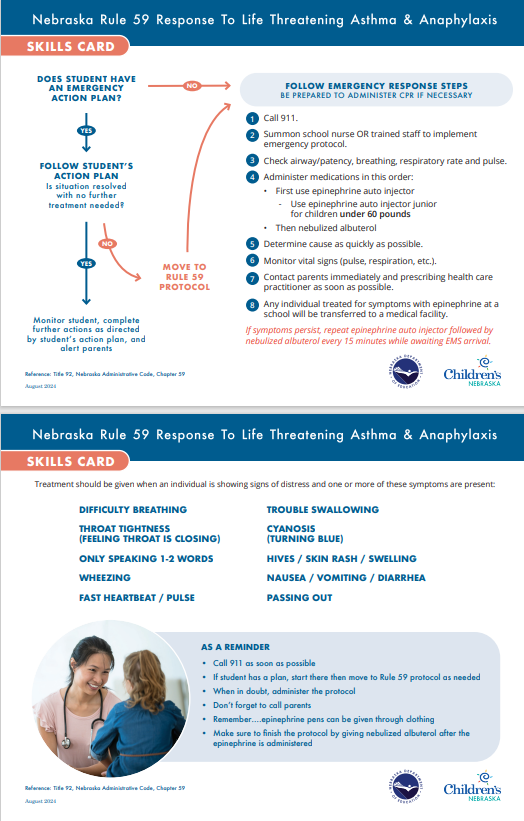 Nebraska Rule 59 Response To Life Threatening Asthma & Anaphylaxis
SKILLS CARD
DOES STUDENT HAVE
AN EMERGENCY
ACTION PLAN?
NO
YES
FOLLOW STUDENT'S
ACTION PLAN
Is situation resolved
with no further
treatment needed?
NO
YES
MOVE TO
RULE 59
PROTOCOL
Monitor student, complete
further actions as directed
by student's action plan, and
alert parents
FOLLOW EMERGENCY RESPONSE STEPS
BE PREPARED TO ADMINISTER CPR IF NECESSARY
1 Call 911.
2 Summon school nurse OR trained staff to implement
emergency protocol.
3 Check airway/patency, breathing, respiratory rate and pulse.
4 Administer medications in this order:
• First use epinephrine auto injector
- Use epinephrine auto injector junior
for children under 60 pounds
• Then nebulized albuterol
5 Determine cause as quickly as possible.
6 Monitor vital signs (pulse, respiration, etc.).
7 Contact parents immediately and prescribing health care
practitioner as soon as possible.
8 Any individual treated for symptoms with epinephrine at a
school will be transferred to a medical facility.
If symptoms persist, repeat epinephrine auto injector followed by
nebulized albuterol every 15 minutes while awaiting EMS arrival.
Reference: Title 92, Nebraska Administrative Code, Chapter 59
August 2024
NEBRASKA DEPARTMENT OF EDUCATION
Children's
NEBRASKA
Nebraska Rule 59 Response To Life Threatening Asthma & Anaphylaxis
SKILLS CARD
Treatment should be given when an individual is showing signs of distress and one or more of these symptoms are present:
DIFFICULTY BREATHING
THROAT TIGHTNESS
(FEELING THROAT IS CLOSING)
ONLY SPEAKING 1-2 WORDS
WHEEZING
FAST HEARTBEAT / PULSE
TROUBLE SWALLOWING
CYANOSIS
(TURNING BLUE)
HIVES / SKIN RASH / SWELLING
NAUSEA / VOMITING / DIARRHEA
PASSING OUT
AS A REMINDER
• Call 911 as soon as possible
• If student has a plan, start there then move to Rule 59 protocol as needed
• When in doubt, administer the protocol
• Don't forget to call parents
• Remember....epinephrine pens can be given through clothing
• Make sure to finish the protocol by giving nebulized albuterol after the
epinephrine is administered
Reference: Title 92, Nebraska Administrative Code, Chapter 59
August 2024
NEBRASKA DEPARTMENT OF EDUCATION
Children's
NEBRASKA